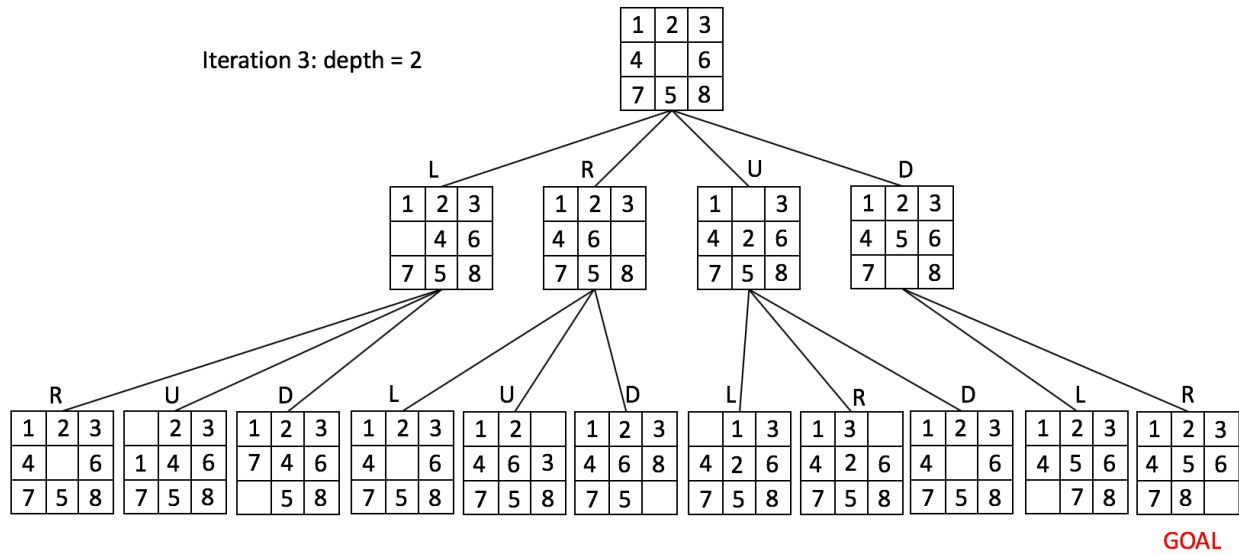 1 2 3
Iteration 3: depth = 2
4 6
7 5 8
L R U D
1 2 3 1 2 3 1 3 1 2 3
4 6 4 6 4 2 6 4 5 6
7 5 8 7 5 8 7 5 8 7 8
R U D L U D L R D L R
1 2 3 2 3 1 2 3 1 2 3 1 2 1 2 3 1 3 1 3 1 2 3 1 2 3 1 2 3
4 6 1 4 6 7 4 6 4 6 4 6 3 4 6 8 4 2 6 4 2 6 4 6 4 5 6 4 5 6
7 5 8 7 5 8 5 8 7 5 8 7 5 8 7 5 7 5 8 7 5 8 7 5 8 7 8 7 8
GOAL